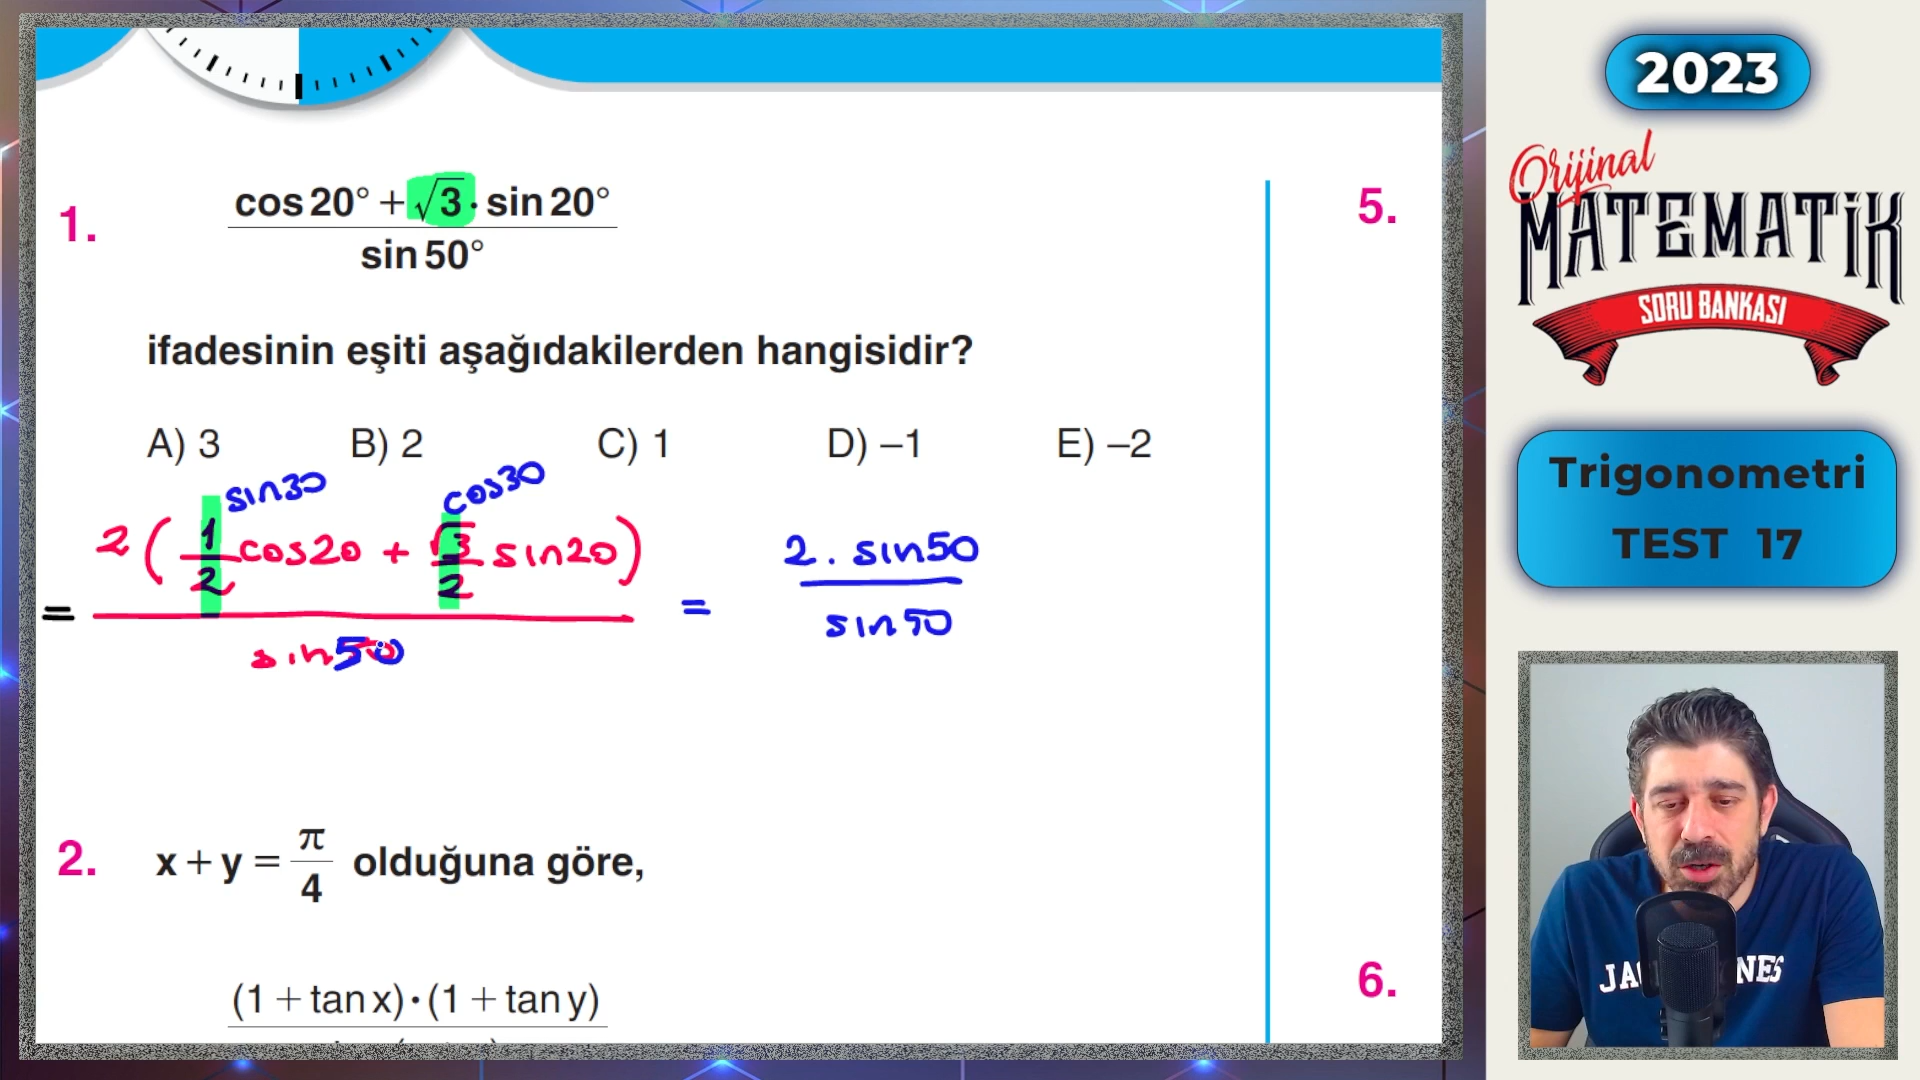 1.
cos 20° + √3 · sin 20°
sin 50°
ifadesinin eşiti aşağıdakilerden hangisidir?
A) 3 B) 2 C) 1 D) –1 E) –2
sin30 cos30
= 2 ( 1/2 cos20 + √3/2 sin20 )
sin50
= 2 . sin50
sin50
2. x + y = π/4 olduğuna göre,
(1 + tan x) · (1 + tan y)
5.
6.
2023
Orijinal
MATEMATİK
SORU BANKASI
Trigonometri
TEST 17